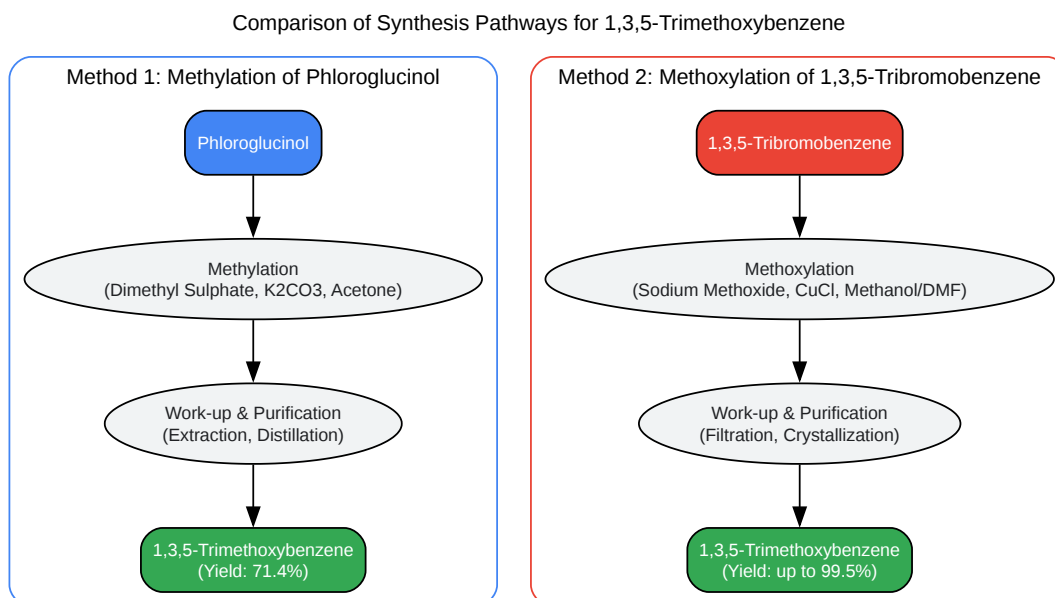 Comparison of Synthesis Pathways for 1,3,5-Trimethoxybenzene
Method 1: Methylation of Phloroglucinol
Phloroglucinol
Methylation
(Dimethyl Sulphate, K2CO3, Acetone)
Work-up & Purification
(Extraction, Distillation)
1,3,5-Trimethoxybenzene
(Yield: 71.4%)
Method 2: Methoxylation of 1,3,5-Tribromobenzene
1,3,5-Tribromobenzene
Methoxylation
(Sodium Methoxide, CuCl, Methanol/DMF)
Work-up & Purification
(Filtration, Crystallization)
1,3,5-Trimethoxybenzene
(Yield: up to 99.5%)